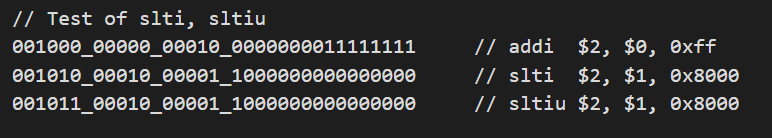 // Test of slti, sltiu
001000_00000_00010_0000000011111111 // addi $2, $0, 0xff
001010_00010_00001_1000000000000000 // slti $2, $1, 0x8000
001011_00010_00001_1000000000000000 // sltiu $2, $1, 0x8000